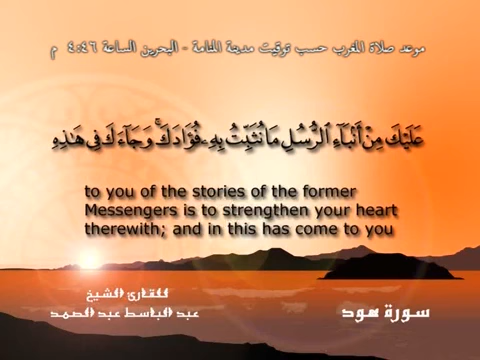 موعد صلاة المغرب حسب توقيت مدينة المنامة - البحرين الساعة ٤:٤٦ م
عَلَيْكَ مِنْ أَنۢبَآءِ ٱلرُّسُلِ مَا نُثَبِّتُ بِهِۦ فُؤَادَكَ ۚ وَجَآءَكَ فِى هَـٰذِهِ
to you of the stories of the former
Messengers is to strengthen your heart
therewith; and in this has come to you
للقارئ الشيخ
عبد الباسط عبد الصمد
سورة هود